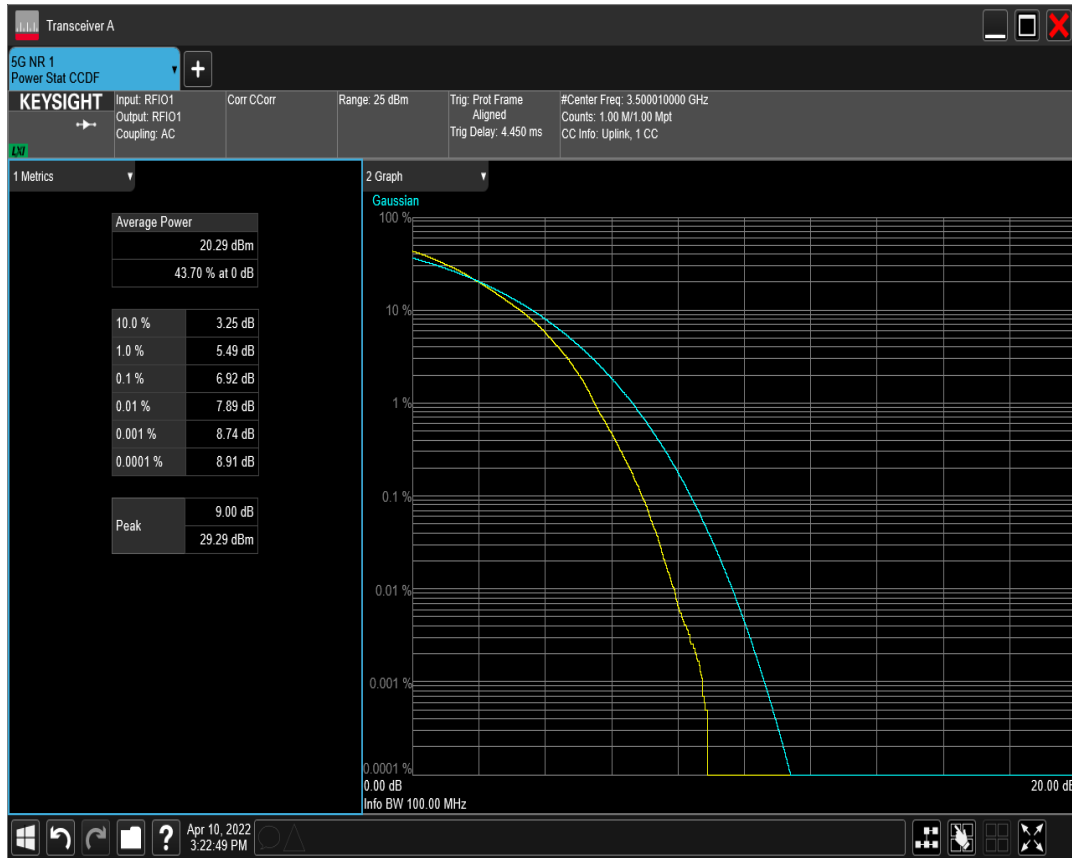 Transceiver A
5G NR 1
Power Stat CCDF
KEYSIGHT
LXI
Input: RFIO1
Output: RFIO1
Coupling: AC
Corr CCorr
Range: 25 dBm
Trig: Prot Frame
Aligned
Trig Delay: 4.450 ms
#Center Freq: 3.500010000 GHz
Counts: 1.00 M/1.00 Mpt
CC Info: Uplink, 1 CC
1 Metrics
Average Power
20.29 dBm
43.70 % at 0 dB
10.0 % 3.25 dB
1.0 % 5.49 dB
0.1 % 6.92 dB
0.01 % 7.89 dB
0.001 % 8.74 dB
0.0001 % 8.91 dB
Peak
9.00 dB
29.29 dBm
2 Graph
Gaussian
100 %
10 %
1 %
0.1 %
0.01 %
0.001 %
0.0001 %
0.00 dB 20.00 dB
Info BW 100.00 MHz
?
Apr 10, 2022
3:22:49 PM